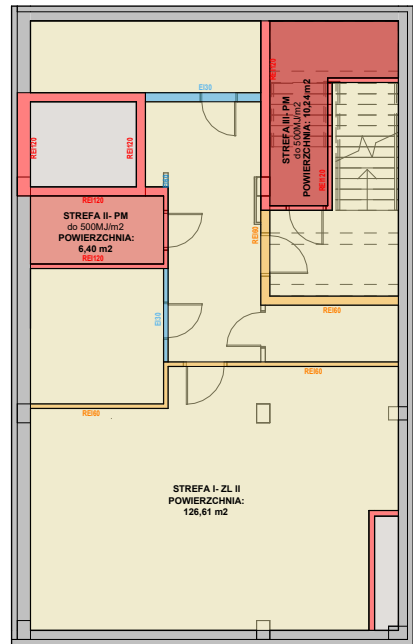 EI30
REI120
STREFA III- PM
do 500MJ/m2
POWIERZCHNIA: 10,24 m2
REI120
REI120
REI120
REI120
EI30
STREFA II- PM
do 500MJ/m2
POWIERZCHNIA:
6,40 m2
REI120
REI60
EI30
REI60
REI60
REI60
STREFA I- ZL II
POWIERZCHNIA:
126,61 m2